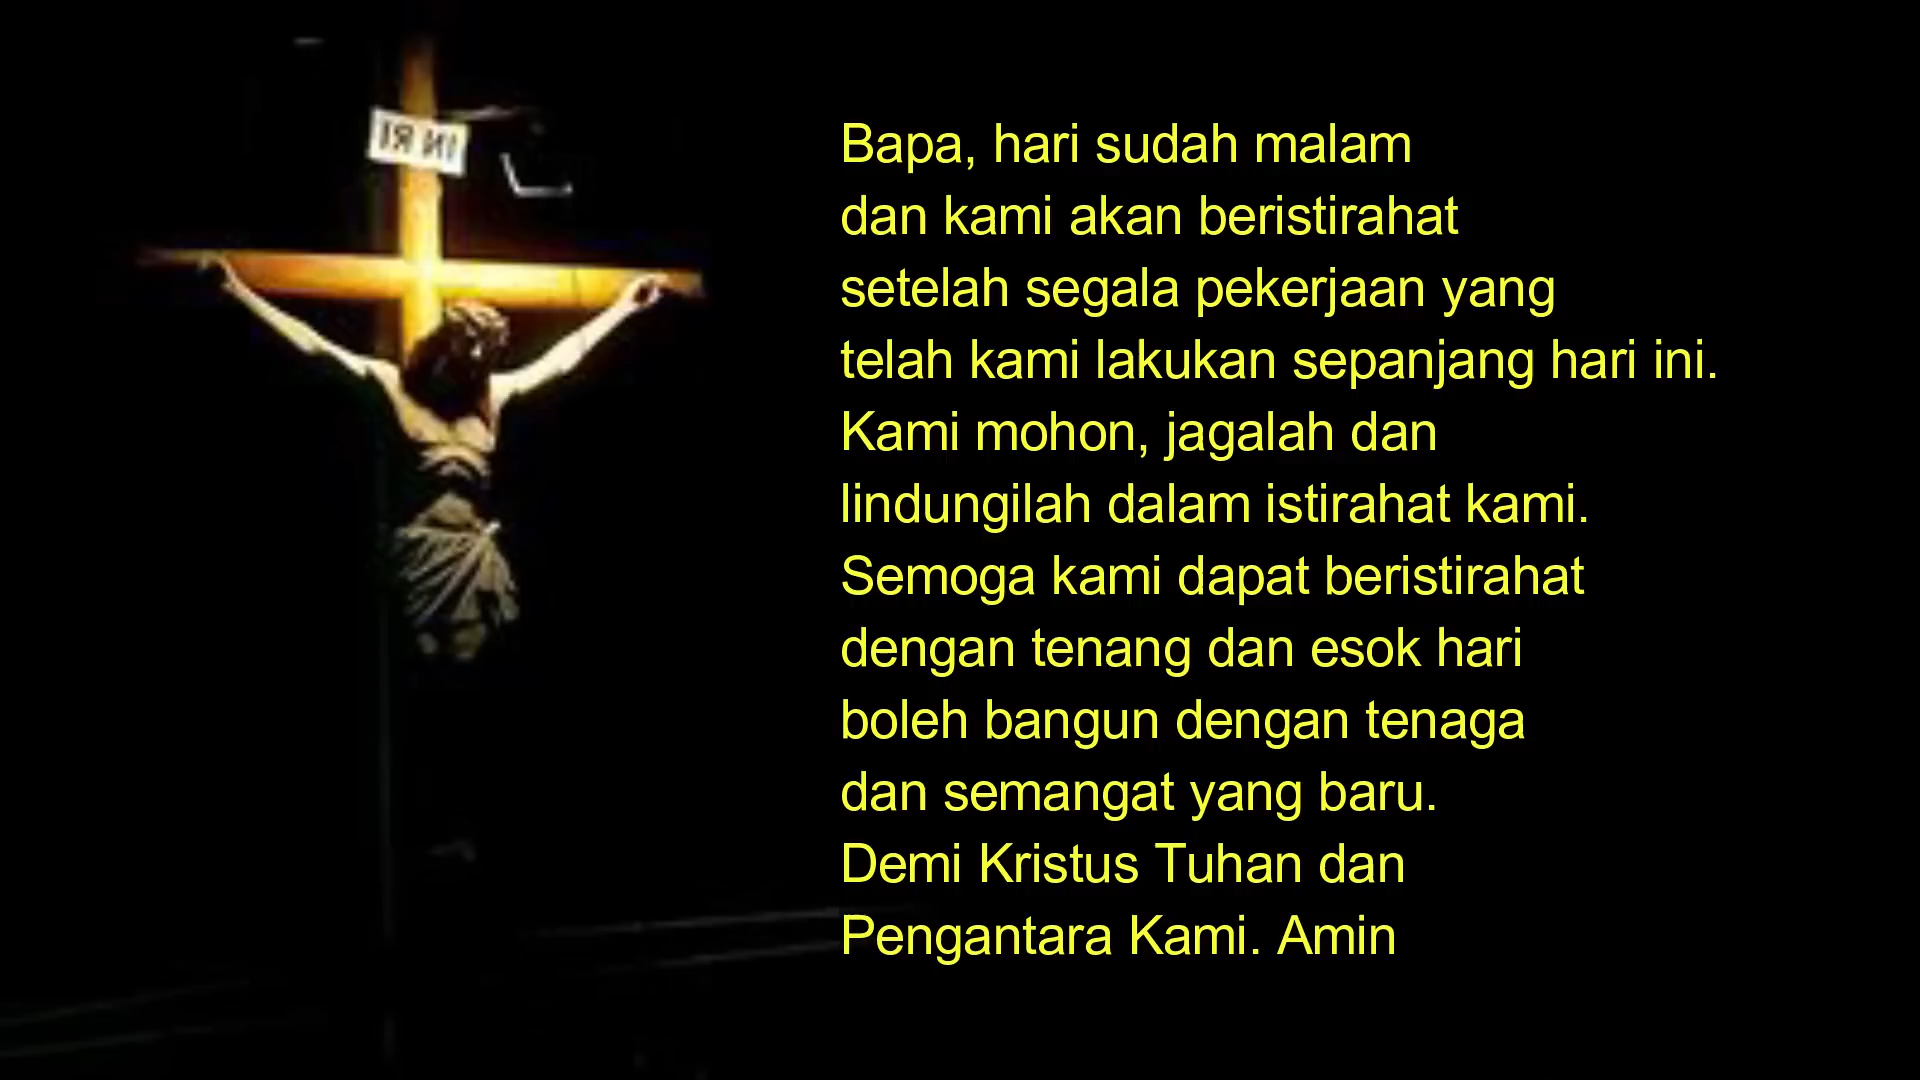 INRI
Bapa, hari sudah malam
dan kami akan beristirahat
setelah segala pekerjaan yang
telah kami lakukan sepanjang hari ini.
Kami mohon, jagalah dan
lindungilah dalam istirahat kami.
Semoga kami dapat beristirahat
dengan tenang dan esok hari
boleh bangun dengan tenaga
dan semangat yang baru.
Demi Kristus Tuhan dan
Pengantara Kami. Amin